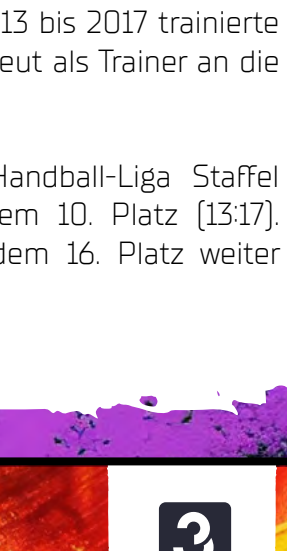 13 bis 2017 trainierte
eut als Trainer an die
Handball-Liga Staffel
em 10. Platz (13:17).
dem 16. Platz weiter
3